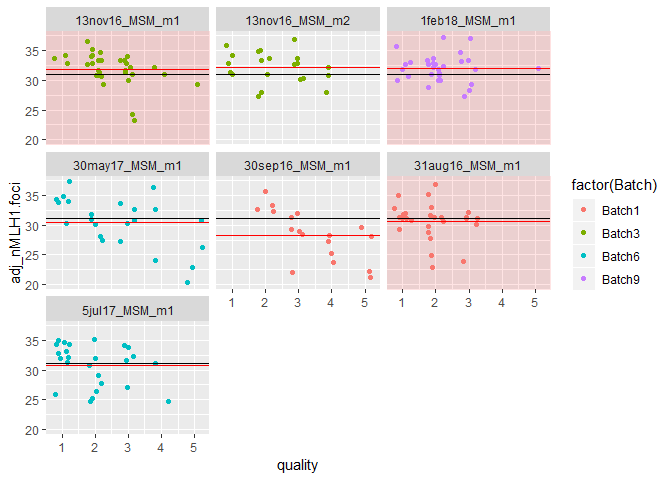 13nov16_MSM_m1 13nov16_MSM_m2 1feb18_MSM_m1
35
30
25
20
30may17_MSM_m1 30sep16_MSM_m1 31aug16_MSM_m1
35
30
25
20
1 2 3 4 5 1 2 3 4 5
5jul17_MSM_m1
35
30
25
20
1 2 3 4 5
adj_nMLH1.foci
quality
factor(Batch)
Batch1
Batch3
Batch6
Batch9